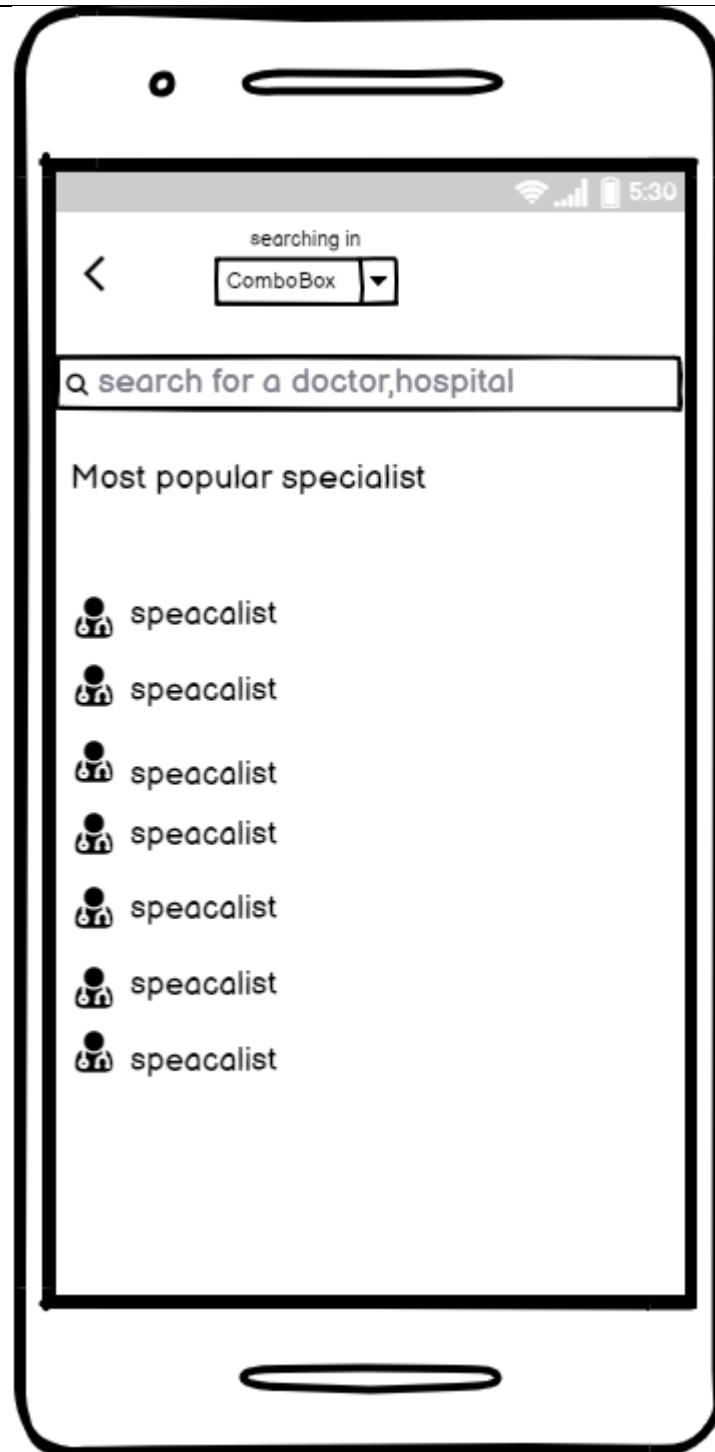 5:30
searching in
ComboBox
search for a doctor,hospital
Most popular specialist
speacalist
speacalist
speacalist
speacalist
speacalist
speacalist
speacalist